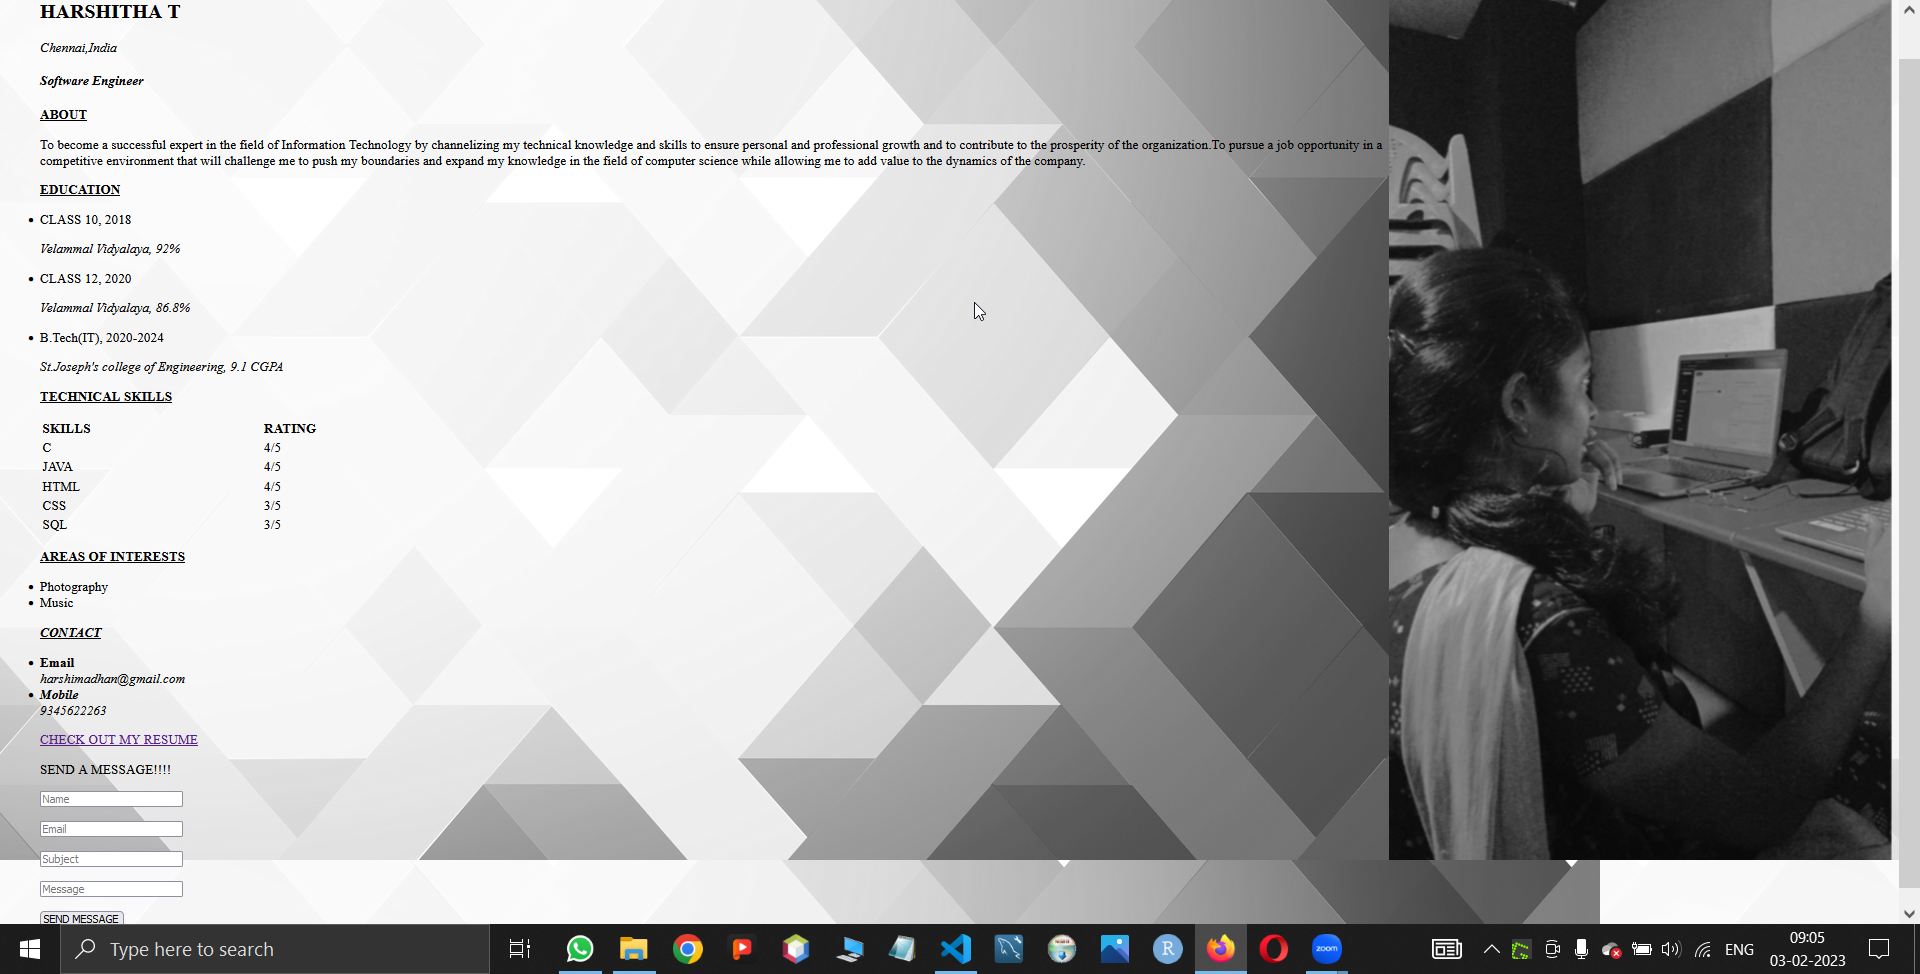 HARSHITHA T
Chennai,India
Software Engineer
ABOUT
To become a successful expert in the field of Information Technology by channelizing my technical knowledge and skills to ensure personal and professional growth and to contribute to the prosperity of the organization.To pursue a job opportunity in a
competitive environment that will challenge me to push my boundaries and expand my knowledge in the field of computer science while allowing me to add value to the dynamics of the company.
EDUCATION
• CLASS 10, 2018
Velammal Vidyalaya, 92%
• CLASS 12, 2020
Velammal Vidyalaya, 86.8%
• B.Tech(IT), 2020-2024
St.Joseph's college of Engineering, 9.1 CGPA
TECHNICAL SKILLS
SKILLS RATING
C 4/5
JAVA 4/5
HTML 4/5
CSS 3/5
SQL 3/5
AREAS OF INTERESTS
• Photography
• Music
CONTACT
• Email
harshimadhan@gmail.com
• Mobile
9345622263
CHECK OUT MY RESUME
SEND A MESSAGE!!!!
Name
Email
Subject
Message
SEND MESSAGE
Type here to search
zoom
ENG
09:05
03-02-2023